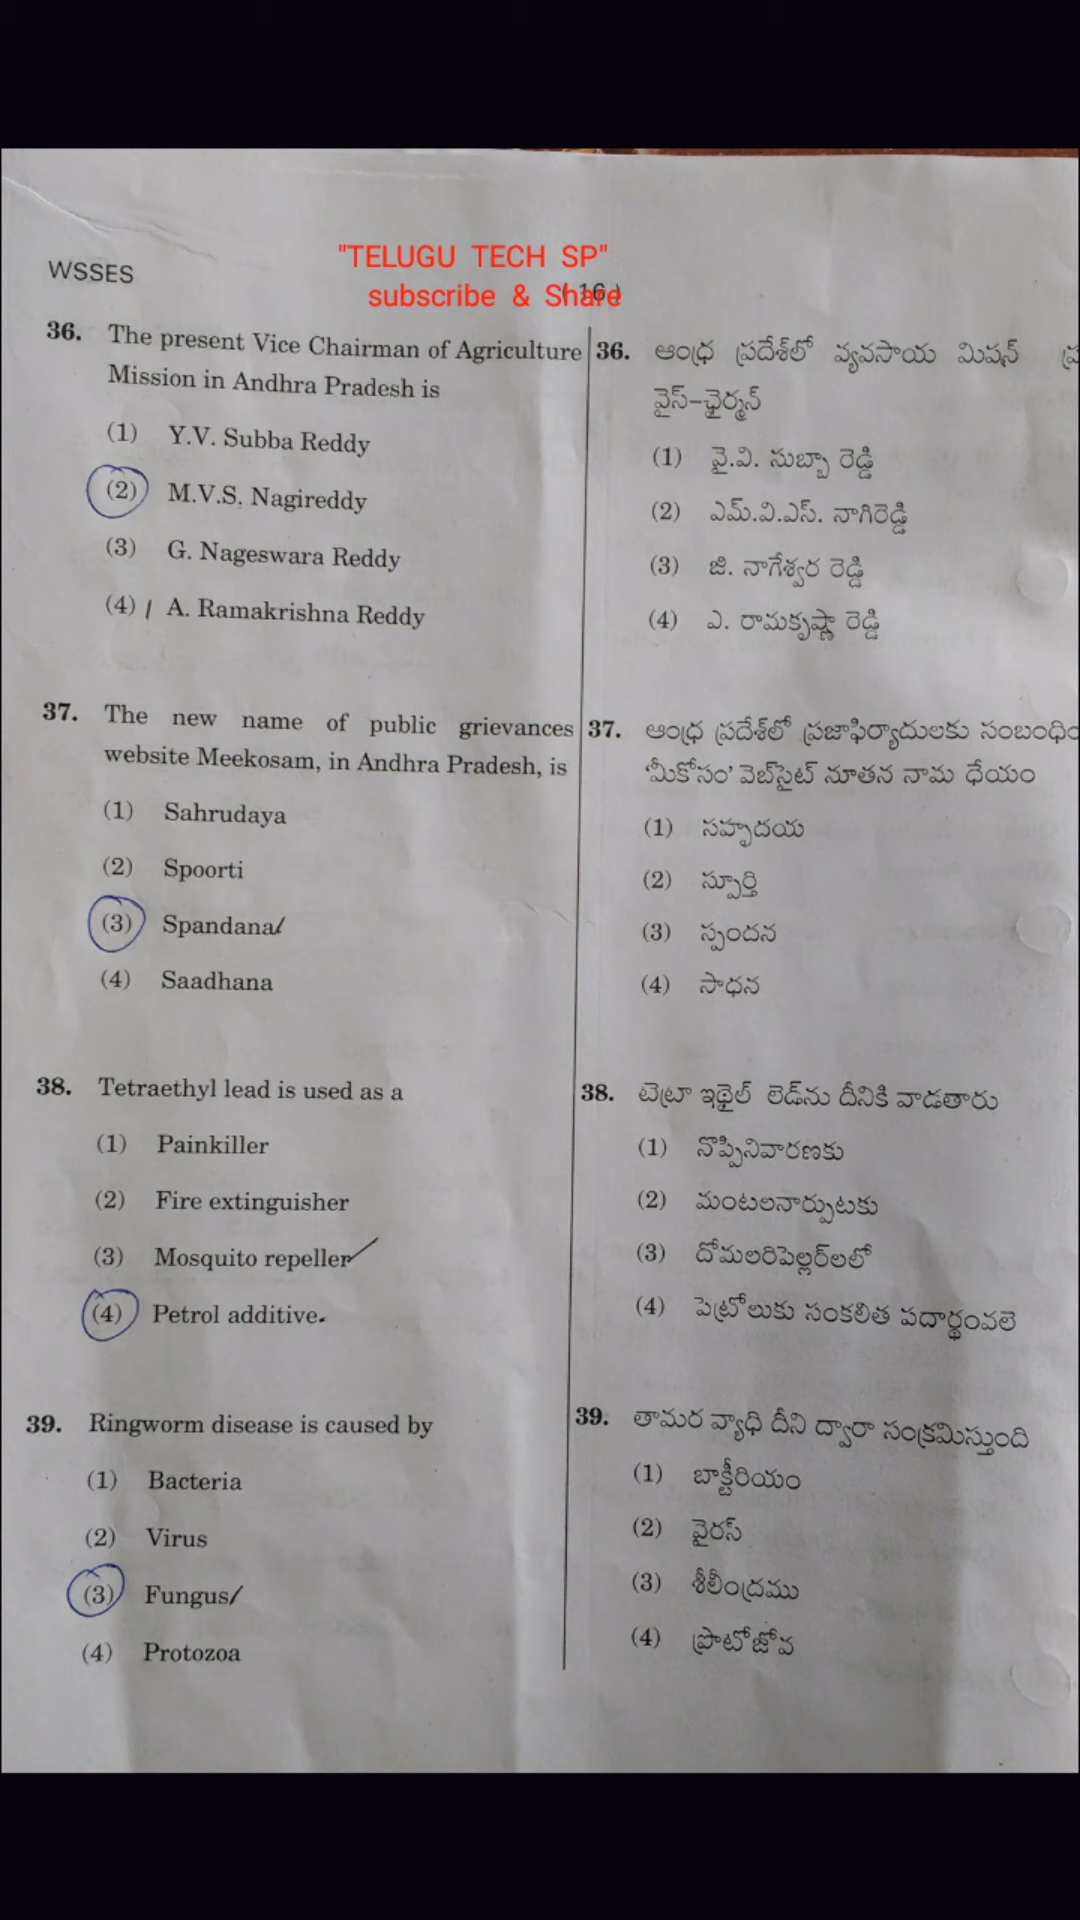 "TELUGU TECH SP"
subscribe & Share
WSSES
(16)
36. The present Vice Chairman of Agriculture
Mission in Andhra Pradesh is
(1) Y.V. Subba Reddy
(2) M.V.S. Nagireddy
(3) G. Nageswara Reddy
(4) A. Ramakrishna Reddy
37. The new name of public grievances
website Meekosam, in Andhra Pradesh, is
(1) Sahrudaya
(2) Spoorti
(3) Spandana
(4) Saadhana
38. Tetraethyl lead is used as a
(1) Painkiller
(2) Fire extinguisher
(3) Mosquito repeller
(4) Petrol additive.
39. Ringworm disease is caused by
(1) Bacteria
(2) Virus
(3) Fungus
(4) Protozoa
36. ఆంధ్ర ప్రదేశ్‌లో వ్యవసాయ మిషన్
వైస్-ఛైర్మన్
(1) వై.వి. సుబ్బా రెడ్డి
(2) ఎమ్.వి.ఎస్. నాగిరెడ్డి
(3) జి. నాగేశ్వర రెడ్డి
(4) ఎ. రామకృష్ణా రెడ్డి
37. ఆంధ్ర ప్రదేశ్‌లో ప్రజాఫిర్యాదులకు
'మీకోసం' వెబ్‌సైట్ నూతన నామ ధేయం
(1) సహృదయ
(2) స్ఫూర్తి
(3) స్పందన
(4) సాధన
38. టెట్రా ఇథైల్ లెడ్‌ను దీనికి వాడతారు
(1) నొప్పినివారణకు
(2) మంటలనార్పుటకు
(3) దోమలరిపెల్లర్‌లలో
(4) పెట్రోలుకు సంకలిత పదార్థంవలె
39. తామర వ్యాధి దీని ద్వారా సంక్రమిస్తుంది
(1) బాక్టీరియం
(2) వైరస్
(3) శీలీంద్రము
(4) ప్రొటోజోవ